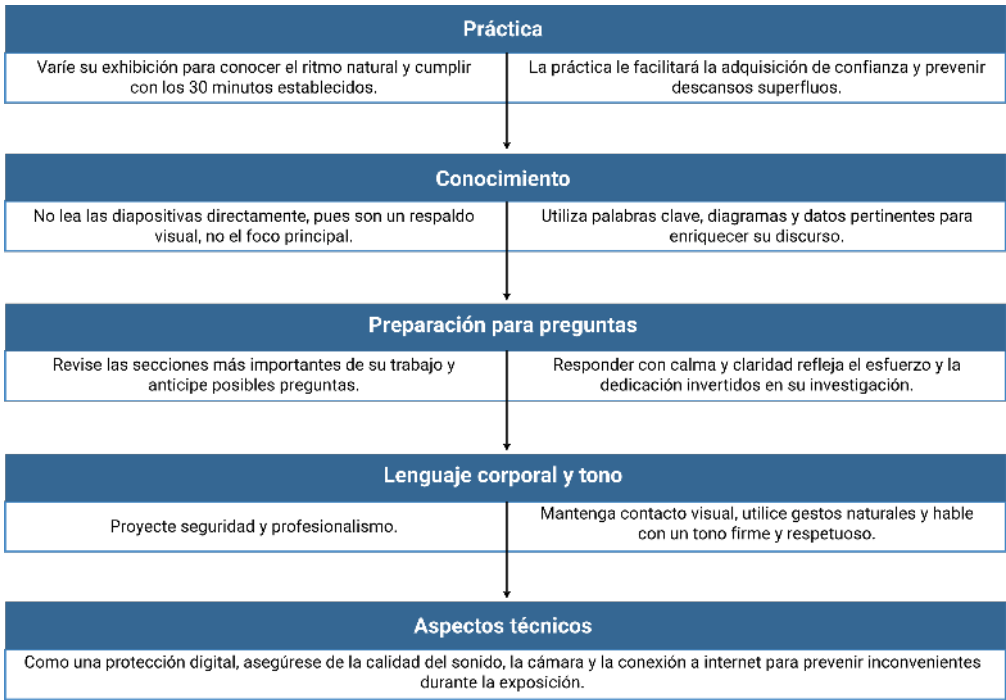 Práctica
Varíe su exhibición para conocer el ritmo natural y cumplir
con los 30 minutos establecidos.
La práctica le facilitará la adquisición de confianza y prevenir
descansos superfluos.
Conocimiento
No lea las diapositivas directamente, pues son un respaldo
visual, no el foco principal.
Utiliza palabras clave, diagramas y datos pertinentes para
enriquecer su discurso.
Preparación para preguntas
Revise las secciones más importantes de su trabajo y
anticipe posibles preguntas.
Responder con calma y claridad refleja el esfuerzo y la
dedicación invertidos en su investigación.
Lenguaje corporal y tono
Proyecte seguridad y profesionalismo.
Mantenga contacto visual, utilice gestos naturales y hable
con un tono firme y respetuoso.
Aspectos técnicos
Como una protección digital, asegúrese de la calidad del sonido, la cámara y la conexión a internet para prevenir inconvenientes
durante la exposición.